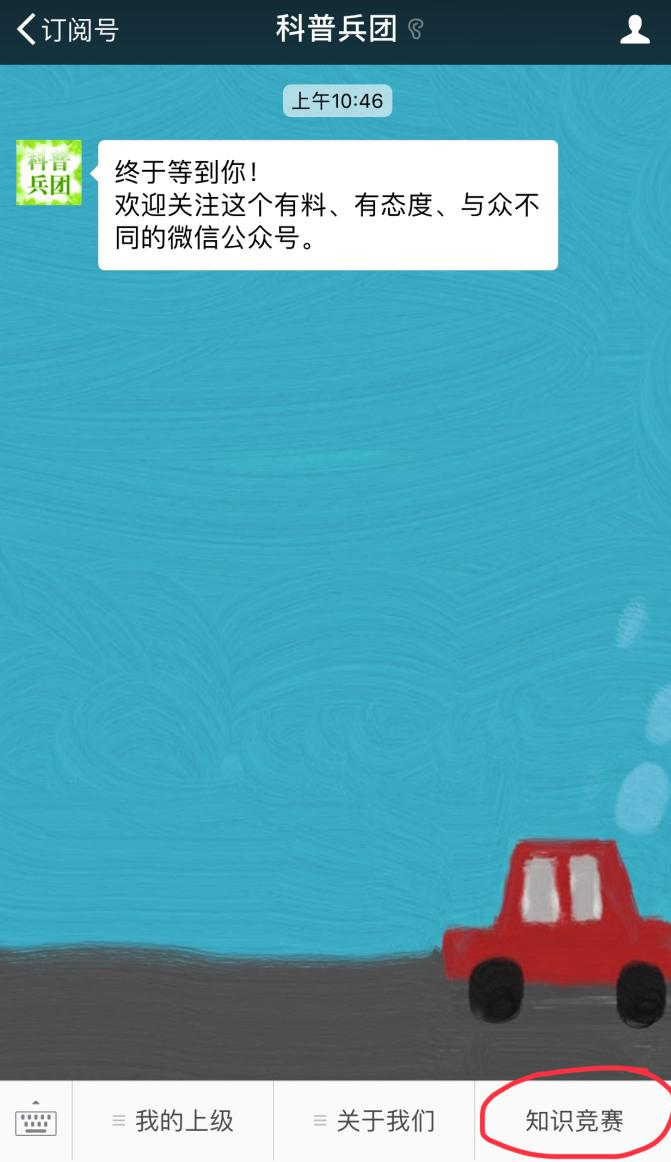 订阅号
科普兵团
上午10:46
科普
兵团
终于等到你！
欢迎关注这个有料、有态度、与众不
同的微信公众号。
我的上级
关于我们
知识竞赛